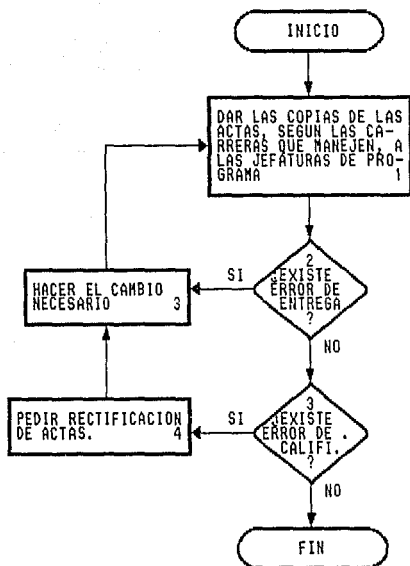 INICIO
DAR LAS COPIAS DE LAS
ACTAS, SEGUN LAS CA-
RRERAS QUE MANEJEN, A
LAS JEFATURAS DE PRO-
GRAMA 1
2
¿EXISTE
ERROR DE
ENTREGA
?
SI
HACER EL CAMBIO
NECESARIO 3
NO
3
¿EXISTE
ERROR DE .
CALIFI.
?
SI
PEDIR RECTIFICACION
DE ACTAS. 4
NO
FIN